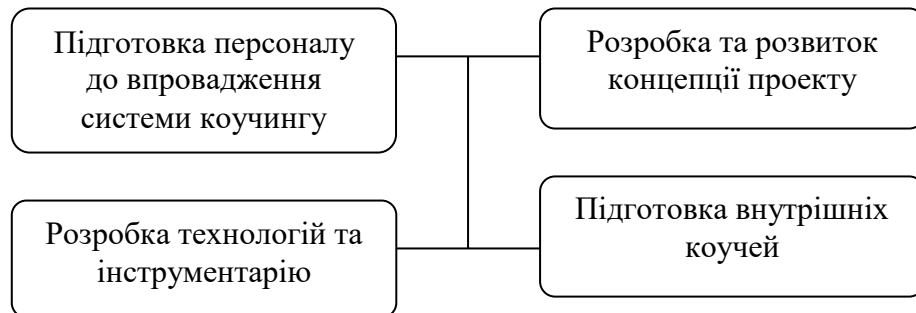 Підготовка персоналу
до впровадження
системи коучингу
Розробка та розвиток
концепції проекту
Розробка технологій та
інструментарію
Підготовка внутрішніх
коучей